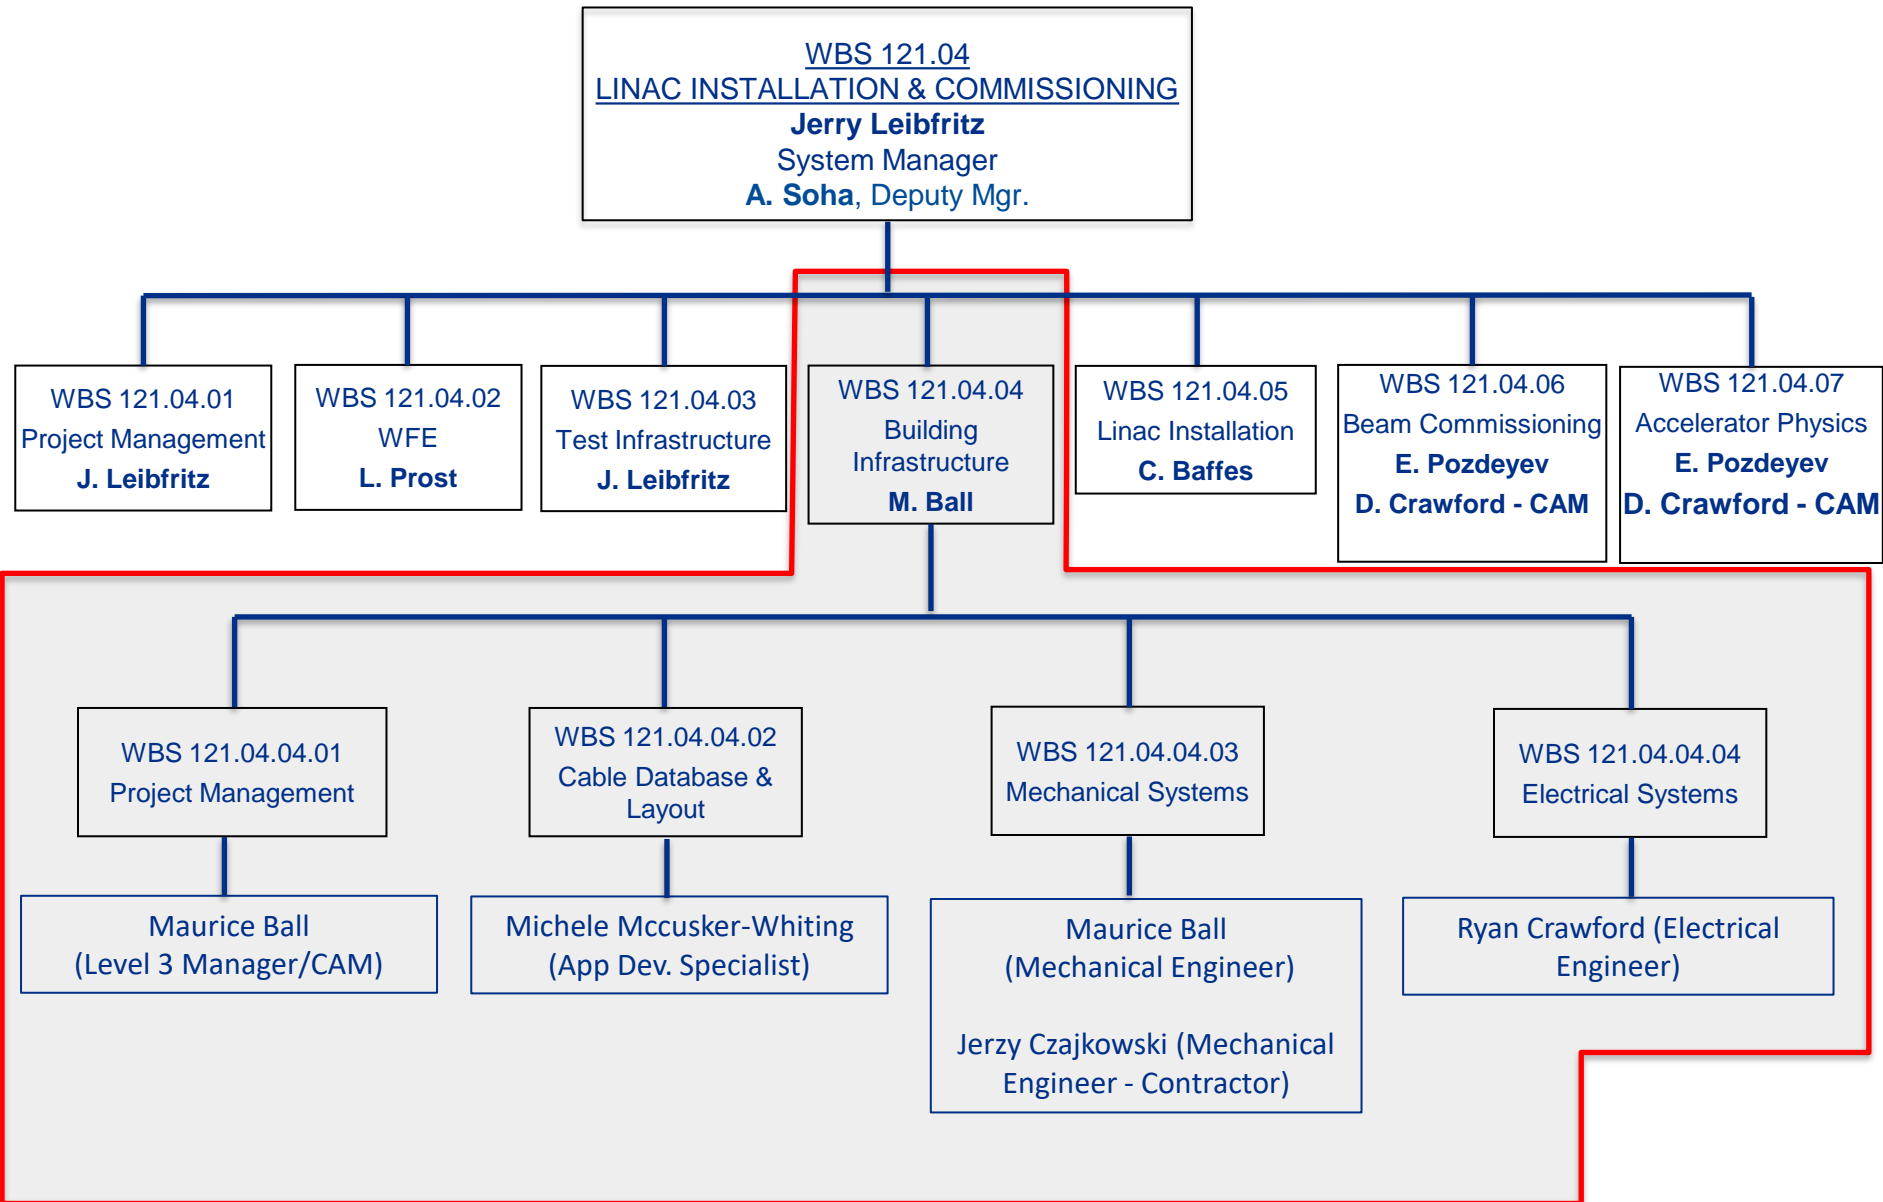 WBS 121.04
LINAC INSTALLATION & COMMISSIONING
Jerry Leibfritz
System Manager
A. Soha, Deputy Mgr.
WBS 121.04.01
Project Management
J. Leibfritz
WBS 121.04.02
WFE
L. Prost
WBS 121.04.03
Test Infrastructure
J. Leibfritz
WBS 121.04.04
Building
Infrastructure
M. Ball
WBS 121.04.05
Linac Installation
C. Baffes
WBS 121.04.06
Beam Commissioning
E. Pozdeyev
D. Crawford - CAM
WBS 121.04.07
Accelerator Physics
E. Pozdeyev
D. Crawford - CAM
WBS 121.04.04.01
Project Management
WBS 121.04.04.02
Cable Database &
Layout
WBS 121.04.04.03
Mechanical Systems
WBS 121.04.04.04
Electrical Systems
Maurice Ball
(Level 3 Manager/CAM)
Michele Mccusker-Whiting
(App Dev. Specialist)
Maurice Ball
(Mechanical Engineer)
Jerzy Czajkowski (Mechanical
Engineer - Contractor)
Ryan Crawford (Electrical
Engineer)